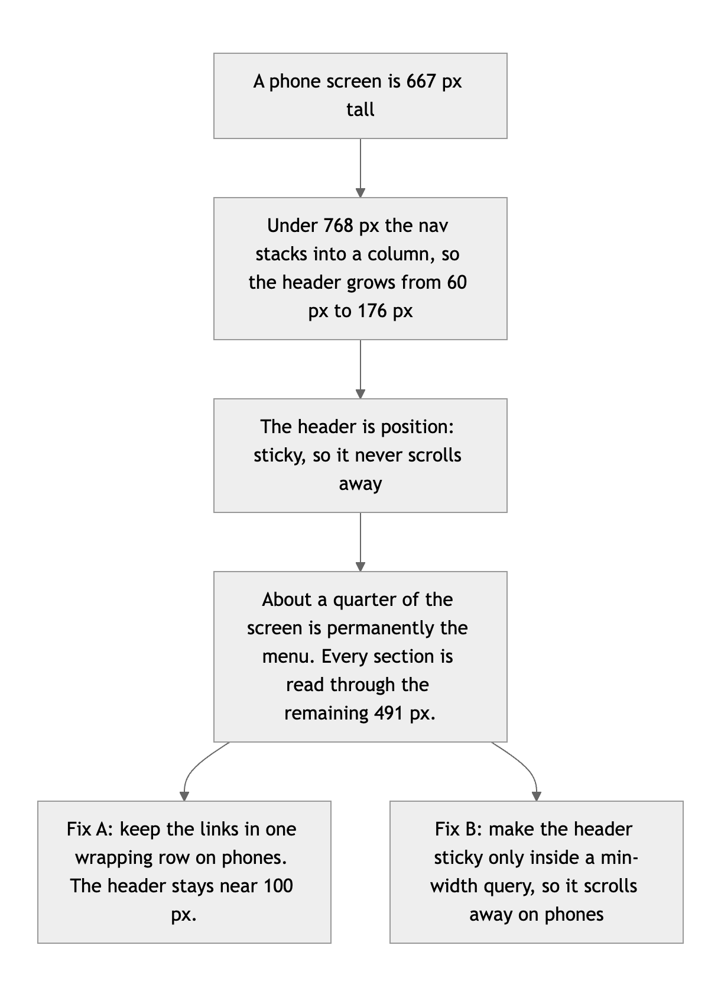 A phone screen is 667 px
tall
Under 768 px the nav
stacks into a column, so
the header grows from 60
px to 176 px
The header is position:
sticky, so it never scrolls
away
About a quarter of the
screen is permanently the
menu. Every section is
read through the
remaining 491 px.
Fix A: keep the links in one
wrapping row on phones.
The header stays near 100
px.
Fix B: make the header
sticky only inside a min-
width query, so it scrolls
away on phones